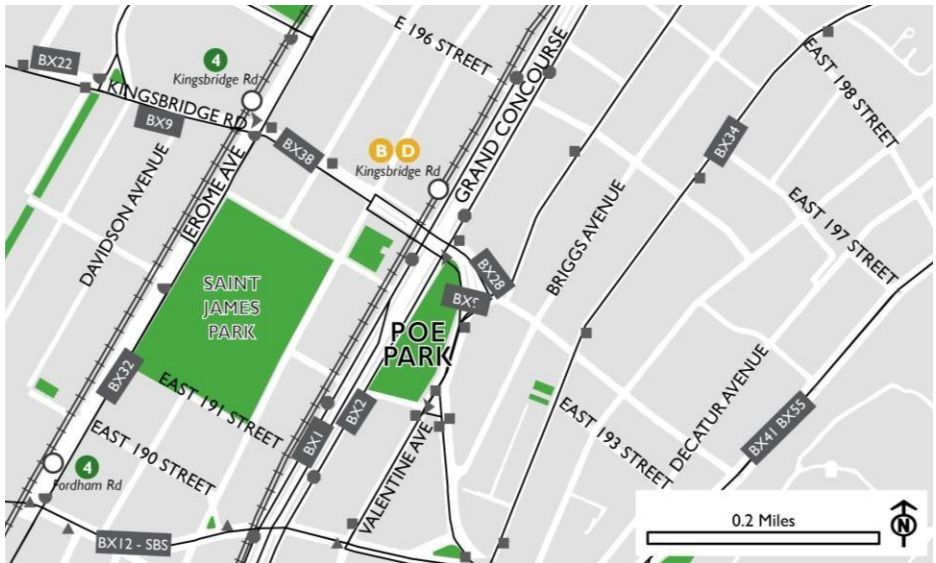 E 196 STREET
GRAND CONCOURSE
EAST 198 STREET
4
Kingsbridge Rd
BX22
KINGSBRIDGE RD
BX9
BX38
B D
Kingsbridge Rd
BX34
DAVIDSON AVENUE
JEROME AVE
EAST 197 STREET
BRIGGS AVENUE
BX28
BX9
SAINT
JAMES
PARK
POE
PARK
BX32
EAST 191 STREET
BX2
BX1
EAST 190 STREET
VALENTINE AVE
EAST 193 STREET
DECATUR AVENUE
BX41 BX55
4
Fordham Rd
BX12 - SBS
0.2 Miles
N